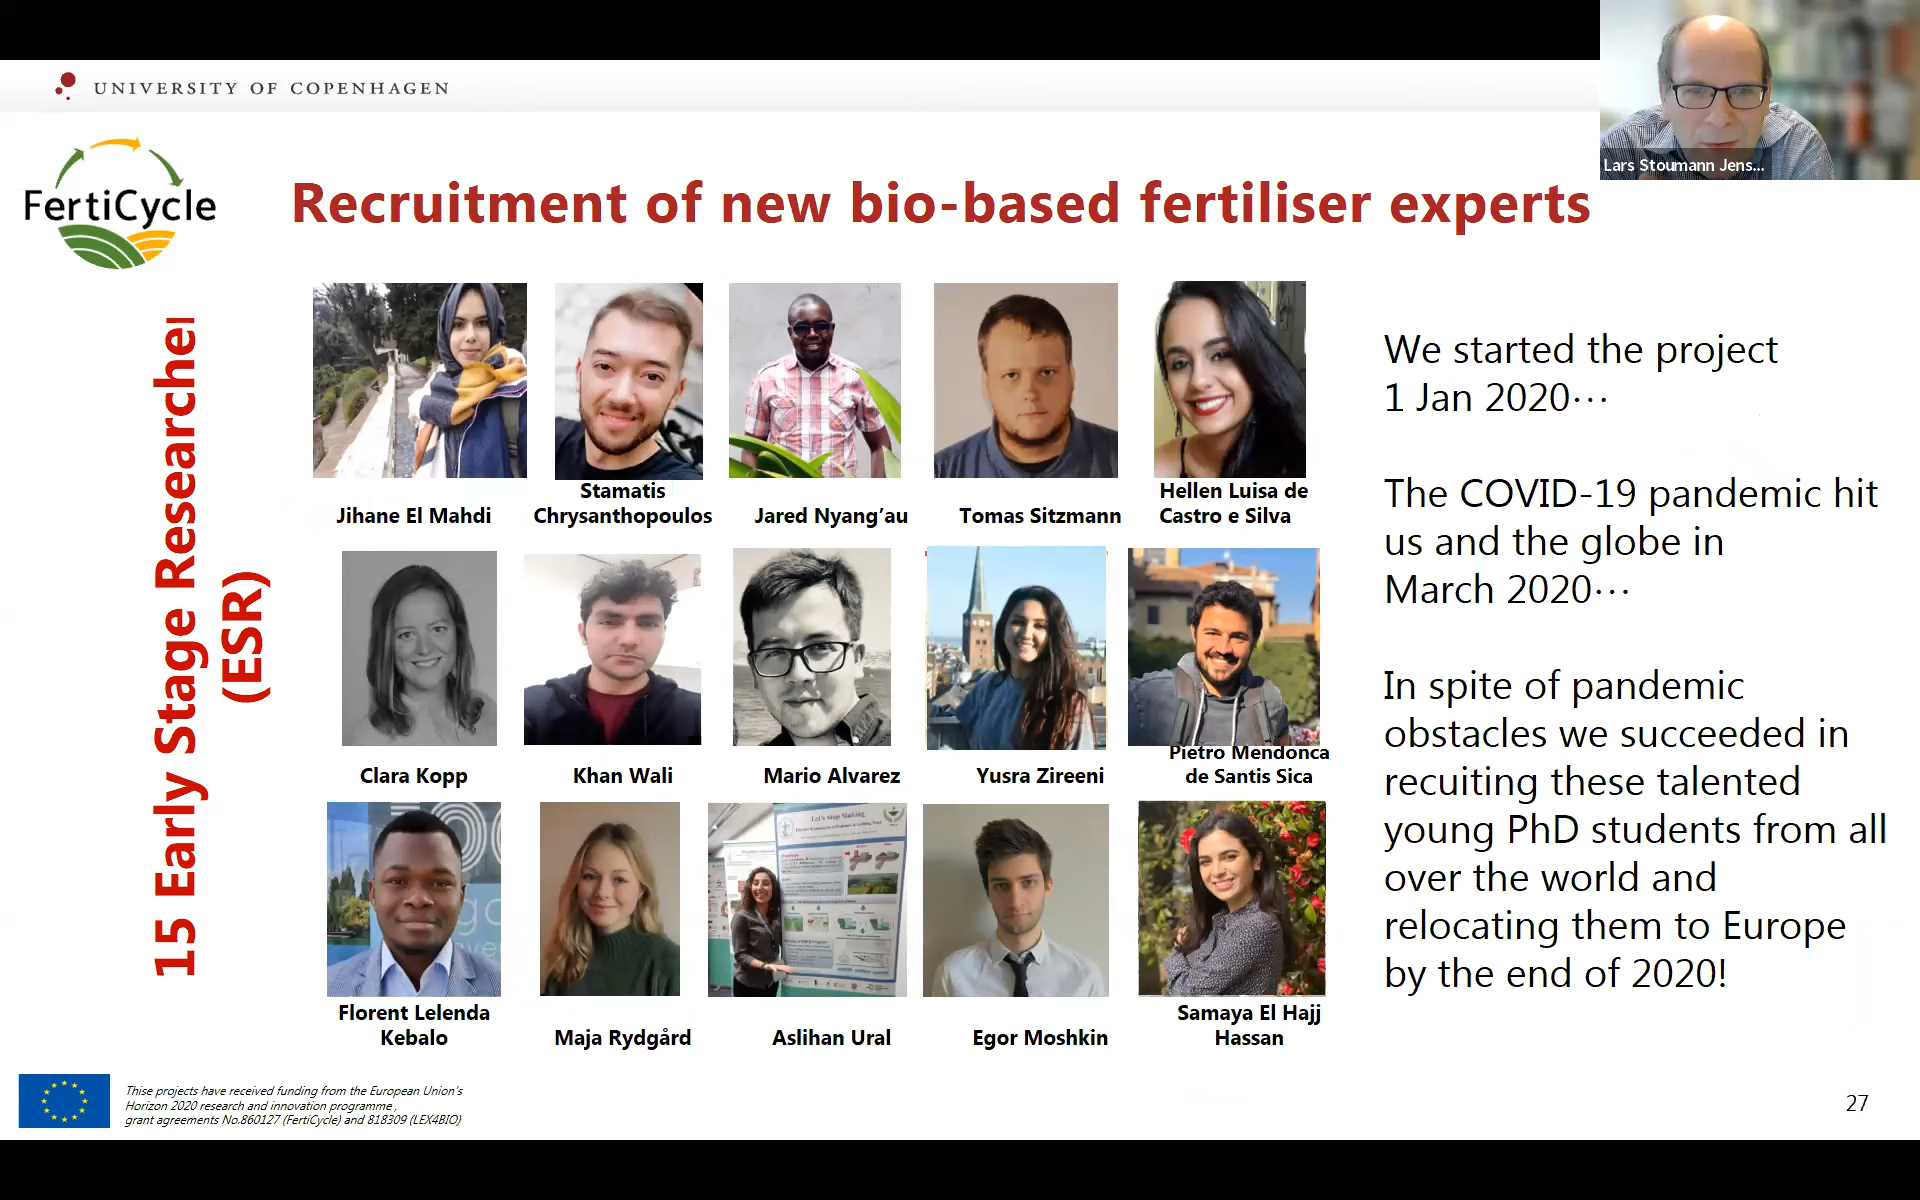 UNIVERSITY OF COPENHAGEN
Lars Stoumann Jens...
FertiCycle
Recruitment of new bio-based fertiliser experts
15 Early Stage Researcher
(ESR)
Jihane El Mahdi
Stamatis
Chrysanthopoulos
Jared Nyang’au
Tomas Sitzmann
Hellen Luisa de
Castro e Silva
Clara Kopp
Khan Wali
Mario Alvarez
Yusra Zireeni
Pietro Mendonca
de Santis Sica
Let's Stop Sinking
Florent Lelenda
Kebalo
Maja Rydgård
Aslihan Ural
Egor Moshkin
Samaya El Hajj
Hassan
We started the project
1 Jan 2020…
The COVID-19 pandemic hit
us and the globe in
March 2020…
In spite of pandemic
obstacles we succeeded in
recuiting these talented
young PhD students from all
over the world and
relocating them to Europe
by the end of 2020!
Thise projects have received funding from the European Union’s
Horizon 2020 research and innovation programme ,
grant agreements No.860127 (FertiCycle) and 818309 (LEX4BIO)
27